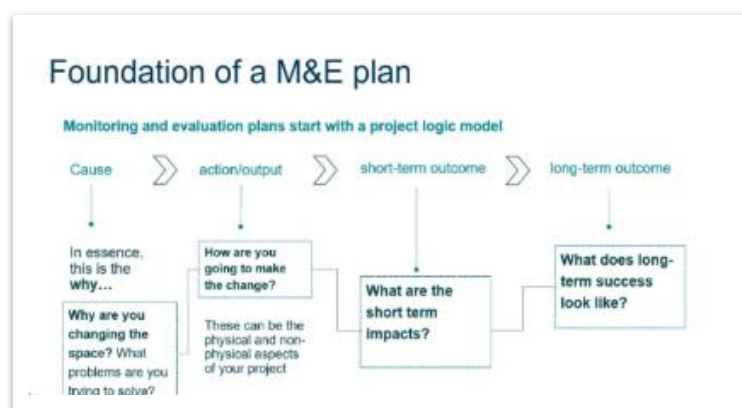 Foundation of a M&E plan
Monitoring and evaluation plans start with a project logic model
Cause
action/output
short-term outcome
long-term outcome
In essence,
this is the
why...
Why are you
changing the
space? What
problems are you
trying to solve?
How are you
going to make
the change?
These can be the
physical and non-
physical aspects
of your project
What are the
short term
impacts?
What does long-
term success
look like?